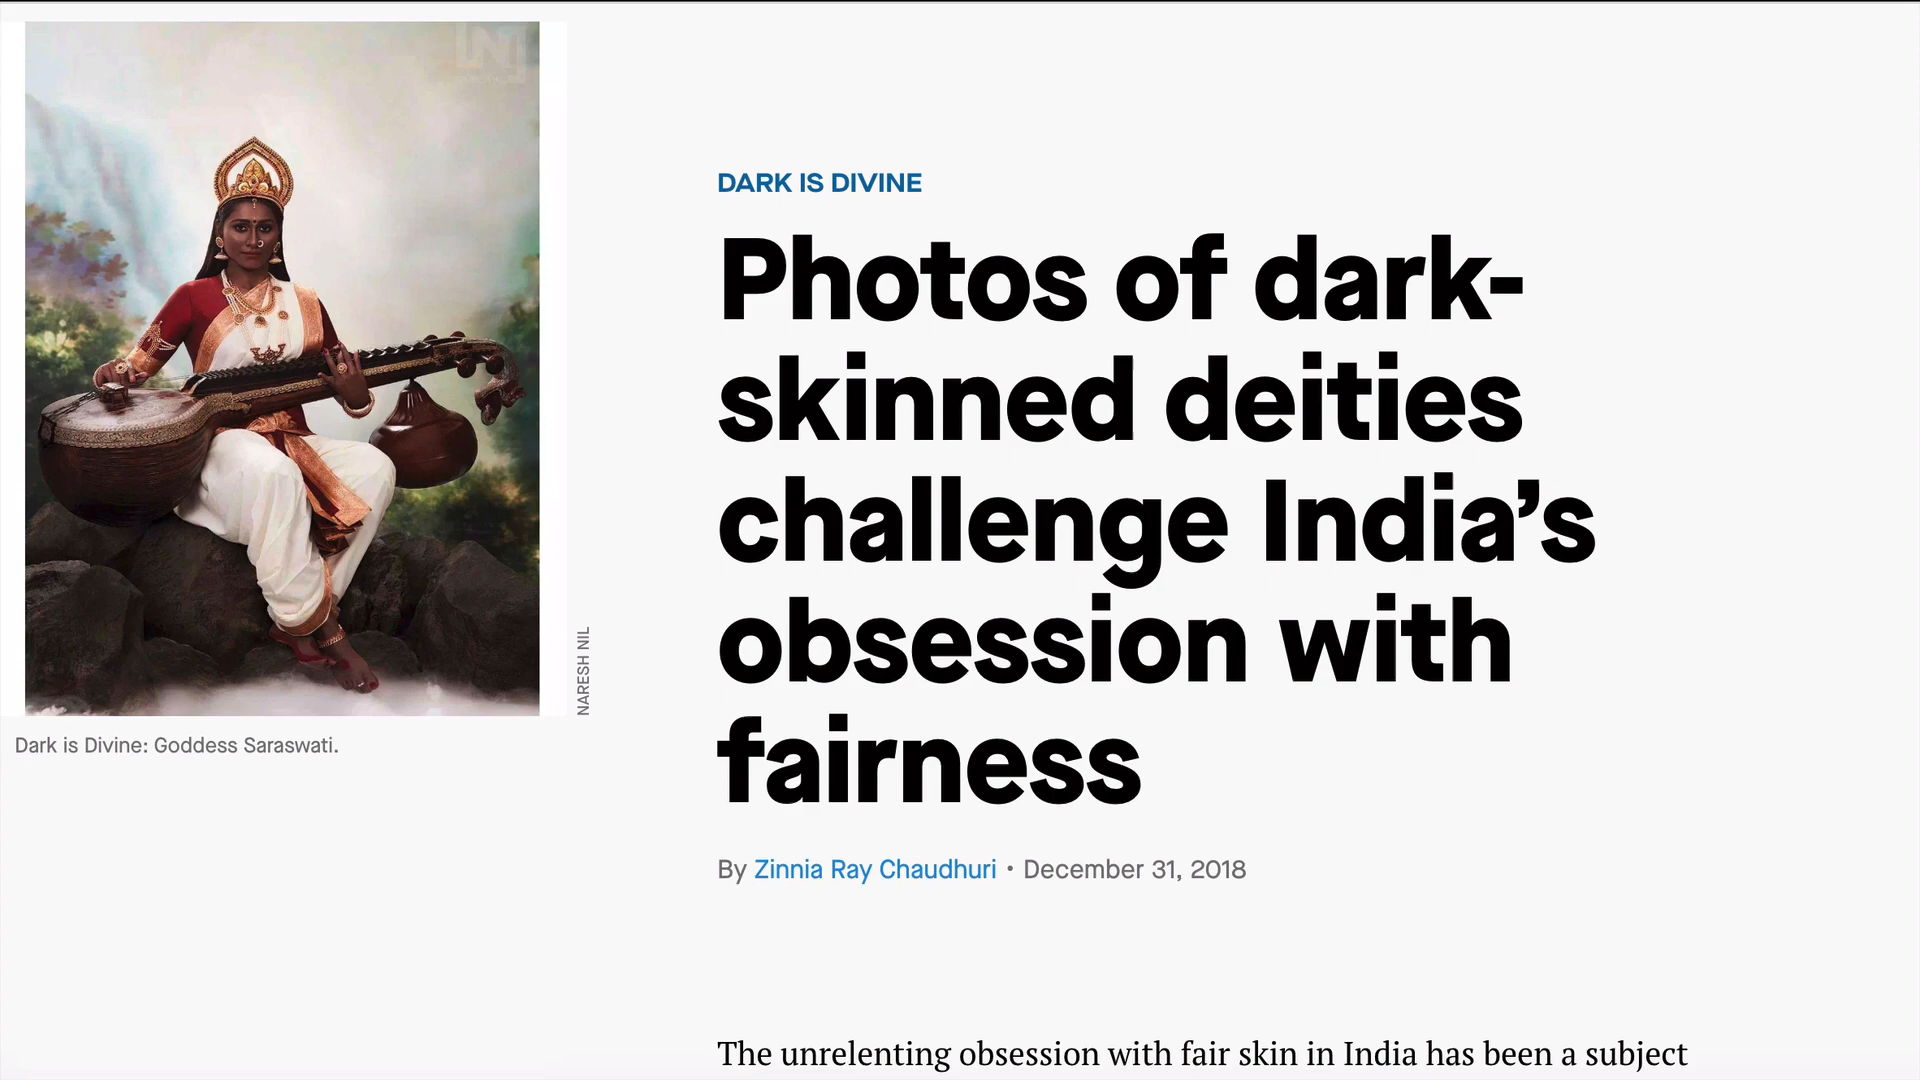 DARK IS DIVINE
Photos of dark-
skinned deities
challenge India’s
obsession with
fairness
By Zinnia Ray Chaudhuri • December 31, 2018
NARESH NIL
Dark is Divine: Goddess Saraswati.
The unrelenting obsession with fair skin in India has been a subject